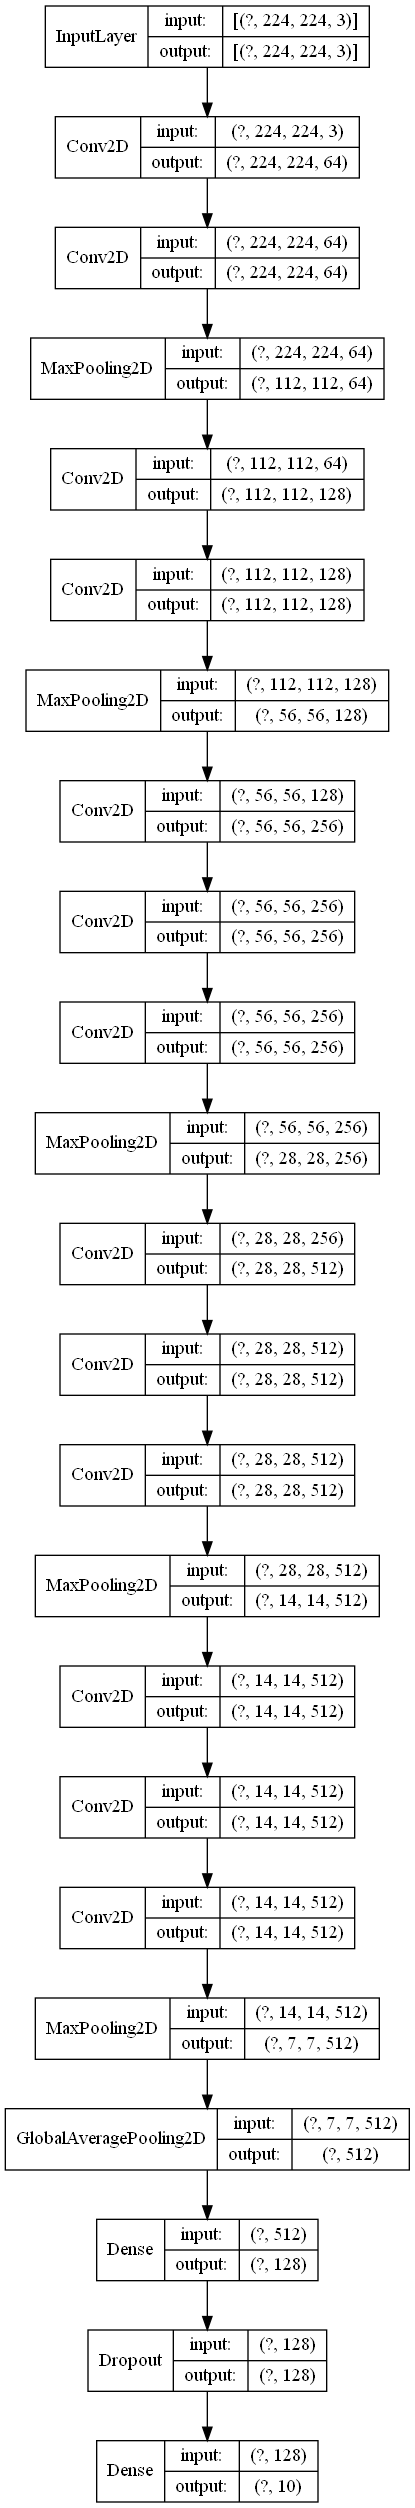 InputLayer input: [(?, 224, 224, 3)]
output: [(?, 224, 224, 3)]
Conv2D input: (?, 224, 224, 3)
output: (?, 224, 224, 64)
Conv2D input: (?, 224, 224, 64)
output: (?, 224, 224, 64)
MaxPooling2D input: (?, 224, 224, 64)
output: (?, 112, 112, 64)
Conv2D input: (?, 112, 112, 64)
output: (?, 112, 112, 128)
Conv2D input: (?, 112, 112, 128)
output: (?, 112, 112, 128)
MaxPooling2D input: (?, 112, 112, 128)
output: (?, 56, 56, 128)
Conv2D input: (?, 56, 56, 128)
output: (?, 56, 56, 256)
Conv2D input: (?, 56, 56, 256)
output: (?, 56, 56, 256)
Conv2D input: (?, 56, 56, 256)
output: (?, 56, 56, 256)
MaxPooling2D input: (?, 56, 56, 256)
output: (?, 28, 28, 256)
Conv2D input: (?, 28, 28, 256)
output: (?, 28, 28, 512)
Conv2D input: (?, 28, 28, 512)
output: (?, 28, 28, 512)
Conv2D input: (?, 28, 28, 512)
output: (?, 28, 28, 512)
MaxPooling2D input: (?, 28, 28, 512)
output: (?, 14, 14, 512)
Conv2D input: (?, 14, 14, 512)
output: (?, 14, 14, 512)
Conv2D input: (?, 14, 14, 512)
output: (?, 14, 14, 512)
Conv2D input: (?, 14, 14, 512)
output: (?, 14, 14, 512)
MaxPooling2D input: (?, 14, 14, 512)
output: (?, 7, 7, 512)
GlobalAveragePooling2D input: (?, 7, 7, 512)
output: (?, 512)
Dense input: (?, 512)
output: (?, 128)
Dropout input: (?, 128)
output: (?, 128)
Dense input: (?, 128)
output: (?, 10)